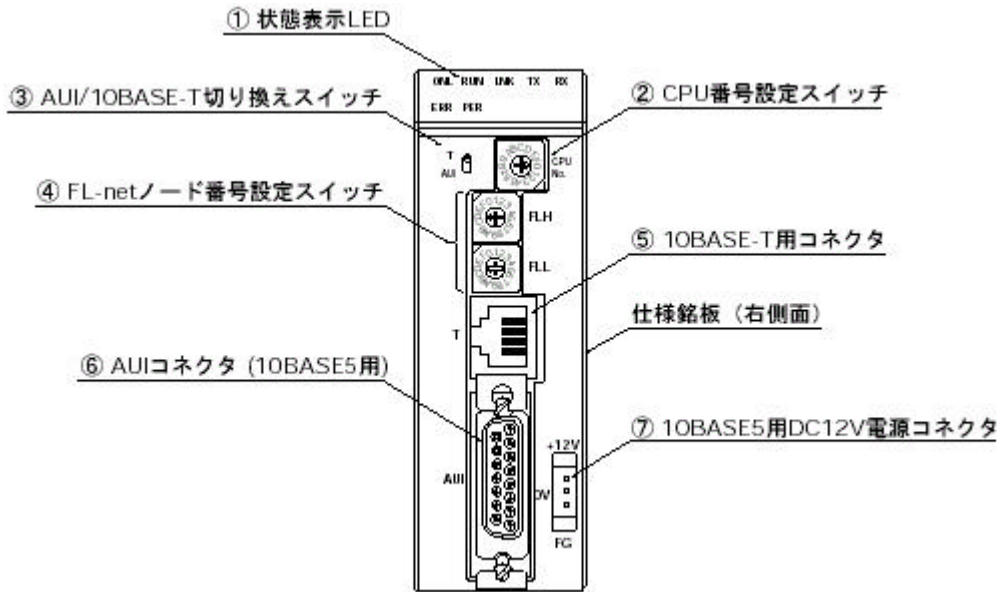 ① 状態表示LED
ONL RUN LNK TX RX
③ AUI/10BASE-T切り換えスイッチ
② CPU番号設定スイッチ
ERR PER
T
AUI
CPU
No.
④ FL-netノード番号設定スイッチ
FLH
⑤ 10BASE-T用コネクタ
FLL
仕様銘板（右側面）
T
⑥ AUIコネクタ (10BASE5用)
⑦ 10BASE5用DC12V電源コネクタ
+12V
AUI
0V
FG